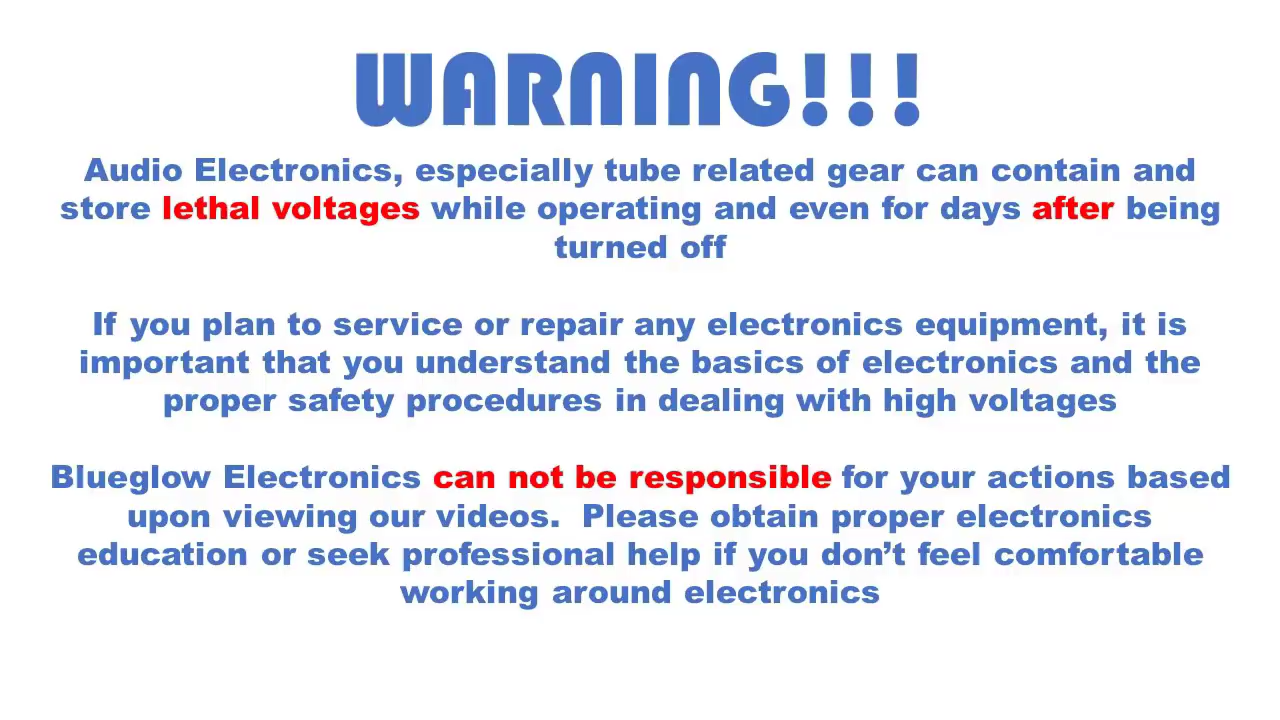 WARNING!!!
Audio Electronics, especially tube related gear can contain and
store lethal voltages while operating and even for days after being
turned off
If you plan to service or repair any electronics equipment, it is
important that you understand the basics of electronics and the
proper safety procedures in dealing with high voltages
Blueglow Electronics can not be responsible for your actions based
upon viewing our videos.  Please obtain proper electronics
education or seek professional help if you don’t feel comfortable
working around electronics